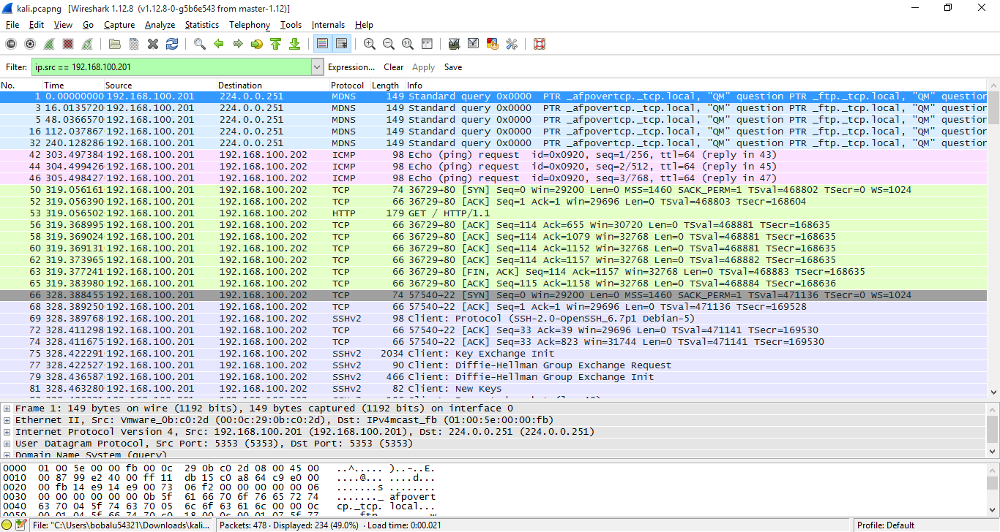 kali.pcapng [Wireshark 1.12.8 (v1.12.8-0-g5b6e543 from master-1.12)]
File Edit View Go Capture Analyze Statistics Telephony Tools Internals Help
Filter: ip.src == 192.168.100.201 Expression... Clear Apply Save
No. Time Source Destination Protocol Length Info
1 0.00000000 192.168.100.201 224.0.0.251 MDNS 149 Standard query 0x0000 PTR _afpovertcp._tcp.local, "QM" question PTR _ftp._tcp.local, "QM" question
3 16.0135720 192.168.100.201 224.0.0.251 MDNS 149 Standard query 0x0000 PTR _afpovertcp._tcp.local, "QM" question PTR _ftp._tcp.local, "QM" question
5 48.0366570 192.168.100.201 224.0.0.251 MDNS 149 Standard query 0x0000 PTR _afpovertcp._tcp.local, "QM" question PTR _ftp._tcp.local, "QM" question
16 112.037867 192.168.100.201 224.0.0.251 MDNS 149 Standard query 0x0000 PTR _afpovertcp._tcp.local, "QM" question PTR _ftp._tcp.local, "QM" question
32 240.128286 192.168.100.201 224.0.0.251 MDNS 149 Standard query 0x0000 PTR _afpovertcp._tcp.local, "QM" question PTR _ftp._tcp.local, "QM" question
42 303.497384 192.168.100.201 192.168.100.202 ICMP 98 Echo (ping) request id=0x0920, seq=1/256, ttl=64 (reply in 43)
44 304.499426 192.168.100.201 192.168.100.202 ICMP 98 Echo (ping) request id=0x0920, seq=2/512, ttl=64 (reply in 45)
46 305.498427 192.168.100.201 192.168.100.202 ICMP 98 Echo (ping) request id=0x0920, seq=3/768, ttl=64 (reply in 47)
50 319.056161 192.168.100.201 192.168.100.202 TCP 74 36729→80 [SYN] Seq=0 Win=29200 Len=0 MSS=1460 SACK_PERM=1 TSval=468802 TSecr=0 WS=1024
52 319.056390 192.168.100.201 192.168.100.202 TCP 66 36729→80 [ACK] Seq=1 Ack=1 Win=29696 Len=0 TSval=468803 TSecr=168604
53 319.056502 192.168.100.201 192.168.100.202 HTTP 179 GET / HTTP/1.1
56 319.368995 192.168.100.201 192.168.100.202 TCP 66 36729→80 [ACK] Seq=114 Ack=655 Win=30720 Len=0 TSval=468881 TSecr=168635
58 319.369024 192.168.100.201 192.168.100.202 TCP 66 36729→80 [ACK] Seq=114 Ack=1079 Win=32768 Len=0 TSval=468881 TSecr=168635
60 319.369131 192.168.100.201 192.168.100.202 TCP 66 36729→80 [ACK] Seq=114 Ack=1152 Win=32768 Len=0 TSval=468881 TSecr=168635
62 319.373965 192.168.100.201 192.168.100.202 TCP 66 36729→80 [ACK] Seq=114 Ack=1157 Win=32768 Len=0 TSval=468882 TSecr=168635
63 319.377241 192.168.100.201 192.168.100.202 TCP 66 36729→80 [FIN, ACK] Seq=114 Ack=1157 Win=32768 Len=0 TSval=468883 TSecr=168635
65 319.383980 192.168.100.201 192.168.100.202 TCP 66 36729→80 [ACK] Seq=115 Ack=1158 Win=32768 Len=0 TSval=468884 TSecr=168636
66 328.388455 192.168.100.201 192.168.100.202 TCP 74 57540→22 [SYN] Seq=0 Win=29200 Len=0 MSS=1460 SACK_PERM=1 TSval=471136 TSecr=0 WS=1024
68 328.389250 192.168.100.201 192.168.100.202 TCP 66 57540→22 [ACK] Seq=1 Ack=1 Win=29696 Len=0 TSval=471136 TSecr=169528
69 328.389768 192.168.100.201 192.168.100.202 SSHv2 98 Client: Protocol (SSH-2.0-OpenSSH_6.7p1 Debian-5)
72 328.411298 192.168.100.201 192.168.100.202 TCP 66 57540→22 [ACK] Seq=33 Ack=39 Win=29696 Len=0 TSval=471141 TSecr=169530
74 328.411675 192.168.100.201 192.168.100.202 TCP 66 57540→22 [ACK] Seq=33 Ack=823 Win=31744 Len=0 TSval=471141 TSecr=169530
75 328.422291 192.168.100.201 192.168.100.202 SSHv2 2034 Client: Key Exchange Init
77 328.422527 192.168.100.201 192.168.100.202 SSHv2 90 Client: Diffie-Hellman Group Exchange Request
79 328.436587 192.168.100.201 192.168.100.202 SSHv2 466 Client: Diffie-Hellman Group Exchange Init
81 328.463280 192.168.100.201 192.168.100.202 SSHv2 82 Client: New Keys
Frame 1: 149 bytes on wire (1192 bits), 149 bytes captured (1192 bits) on interface 0
Ethernet II, Src: Vmware_0b:c0:2d (00:0c:29:0b:c0:2d), Dst: IPv4mcast_fb (01:00:5e:00:00:fb)
Internet Protocol Version 4, Src: 192.168.100.201 (192.168.100.201), Dst: 224.0.0.251 (224.0.0.251)
User Datagram Protocol, Src Port: 5353 (5353), Dst Port: 5353 (5353)
Domain Name System (query)
0000 01 00 5e 00 00 fb 00 0c 29 0b c0 2d 08 00 45 00 ..^..... )..-..E.
0010 00 87 99 e2 40 00 ff 11 db 15 c0 a8 64 c9 e0 00 ....@... ....d...
0020 00 fb 14 e9 14 e9 00 73 06 f2 00 00 00 00 00 06 .......s ........
0030 00 00 00 00 00 00 0b 5f 61 66 70 6f 76 65 72 74 ......._ afpovert
0040 63 70 04 5f 74 63 70 05 6c 6f 63 61 6c 00 00 0c cp._tcp. local...
0050 00 01 04 5f 66 74 70 c0 18 00 0c 00 01 07 5f 77 ..._ftp. ......_w
File: "C:\Users\bobalu54321\Downloads\kali... Packets: 478 · Displayed: 234 (49.0%) · Load time: 0:00.021 Profile: Default